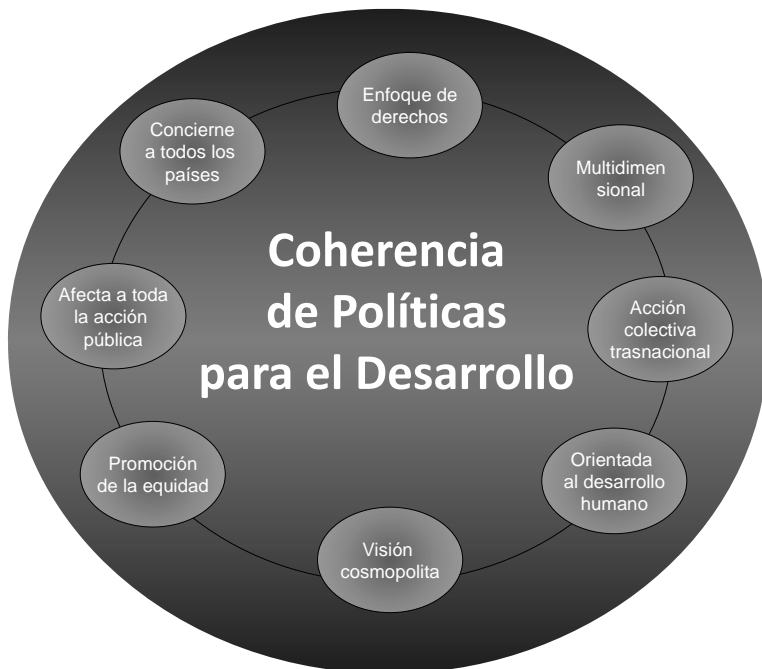 Enfoque de
derechos
Concierne
a todos los
países
Multidimen
sional
Coherencia
de Políticas
para el Desarrollo
Afecta a toda
la acción
pública
Acción
colectiva
trasnacional
Promoción
de la equidad
Orientada
al desarrollo
humano
Visión
cosmopolita